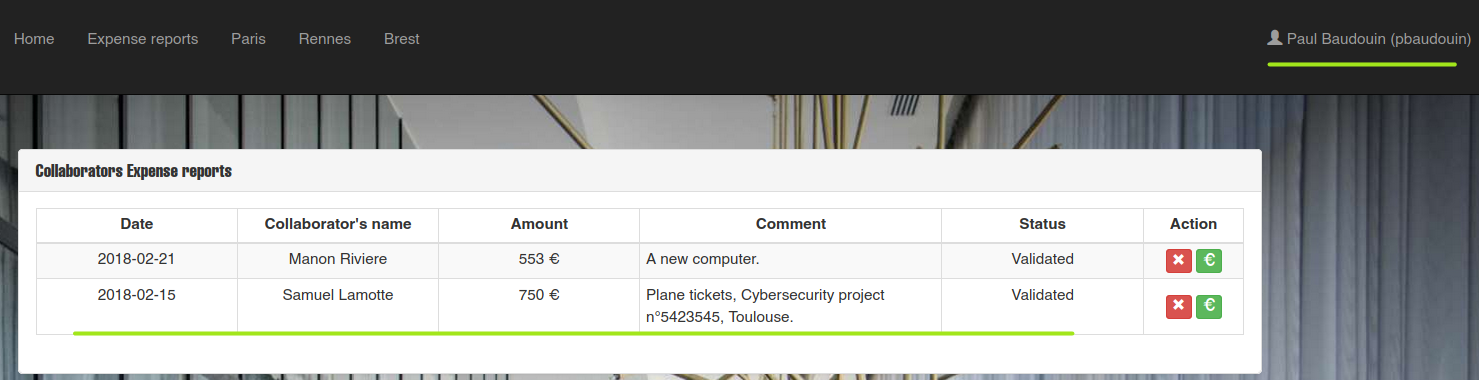 Home Expense reports Paris Rennes Brest Paul Baudouin (pbaudouin)
Collaborators Expense reports
Date Collaborator's name Amount Comment Status Action
2018-02-21 Manon Riviere 553 € A new computer. Validated €
2018-02-15 Samuel Lamotte 750 € Plane tickets, Cybersecurity project Validated €
n°5423545, Toulouse.